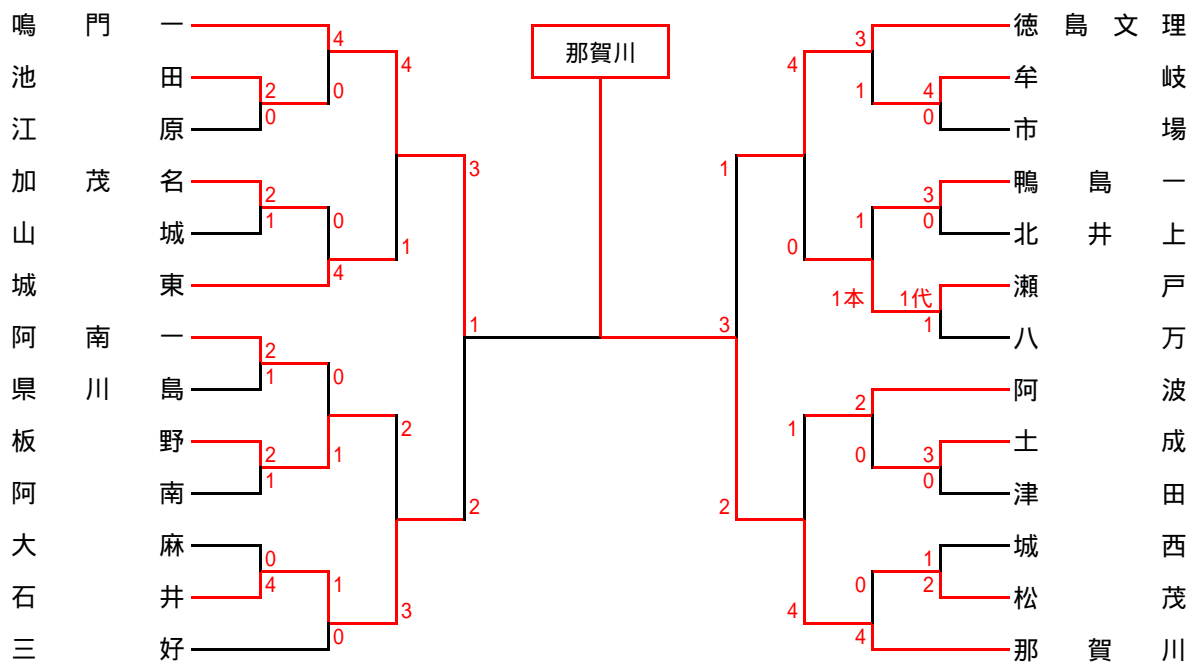 鳴門一
池田
江原
加茂名
山城
城東
阿南一
県川島
板野
阿南
大麻
石井
三好
4
0
2
0
2
1
0
4
2
1
0
1
2
1
0
4
1
0
4
1
2
3
3
2
1
那賀川
3
1
2
4
0
1
4
3
1
4
0
1
1本
3
0
1代
1
2
0
3
0
0
4
1
2
徳島文理
牟岐
市場
鴨島一
北井上
瀬戸
八万
阿波
土成
津田
城西
松茂
那賀川